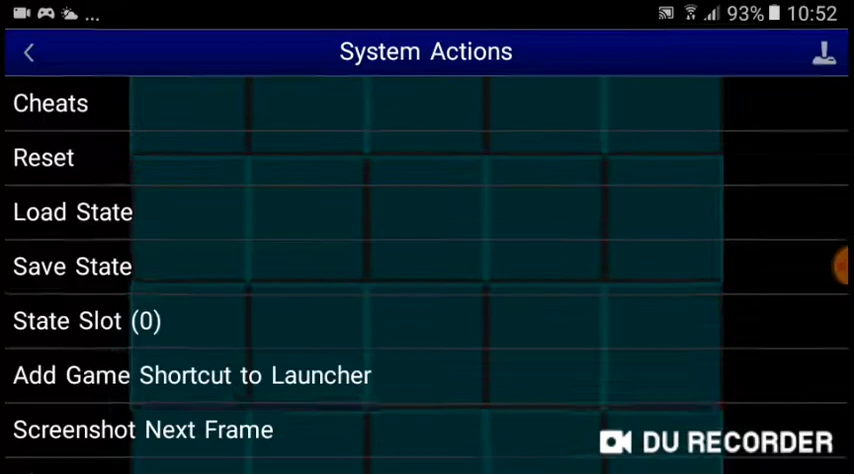 ... 93% 10:52
System Actions
Cheats
Reset
Load State
Save State
State Slot (0)
Add Game Shortcut to Launcher
Screenshot Next Frame
DU RECORDER